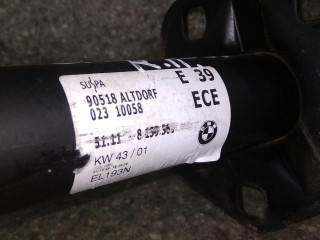 E 39
SUSPA
90518 ALTDORF
ECE
023 10058
51.11
KW 43 / 01
EL193N